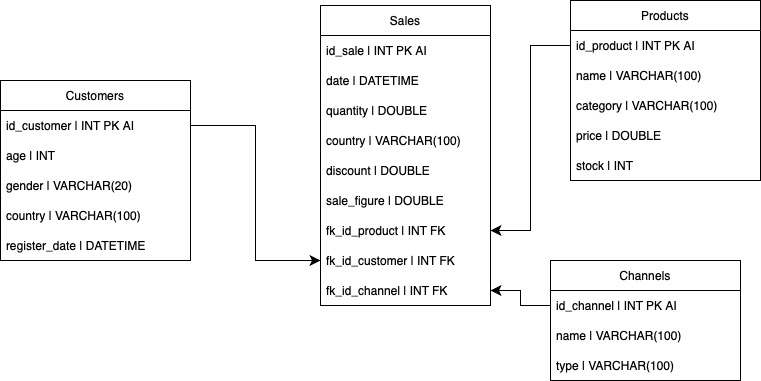 Customers
id_customer | INT PK AI
age | INT
gender | VARCHAR(20)
country | VARCHAR(100)
register_date | DATETIME
Sales
id_sale | INT PK AI
date | DATETIME
quantity | DOUBLE
country | VARCHAR(100)
discount | DOUBLE
sale_figure | DOUBLE
fk_id_product | INT FK
fk_id_customer | INT FK
fk_id_channel | INT FK
Products
id_product | INT PK AI
name | VARCHAR(100)
category | VARCHAR(100)
price | DOUBLE
stock | INT
Channels
id_channel | INT PK AI
name | VARCHAR(100)
type | VARCHAR(100)